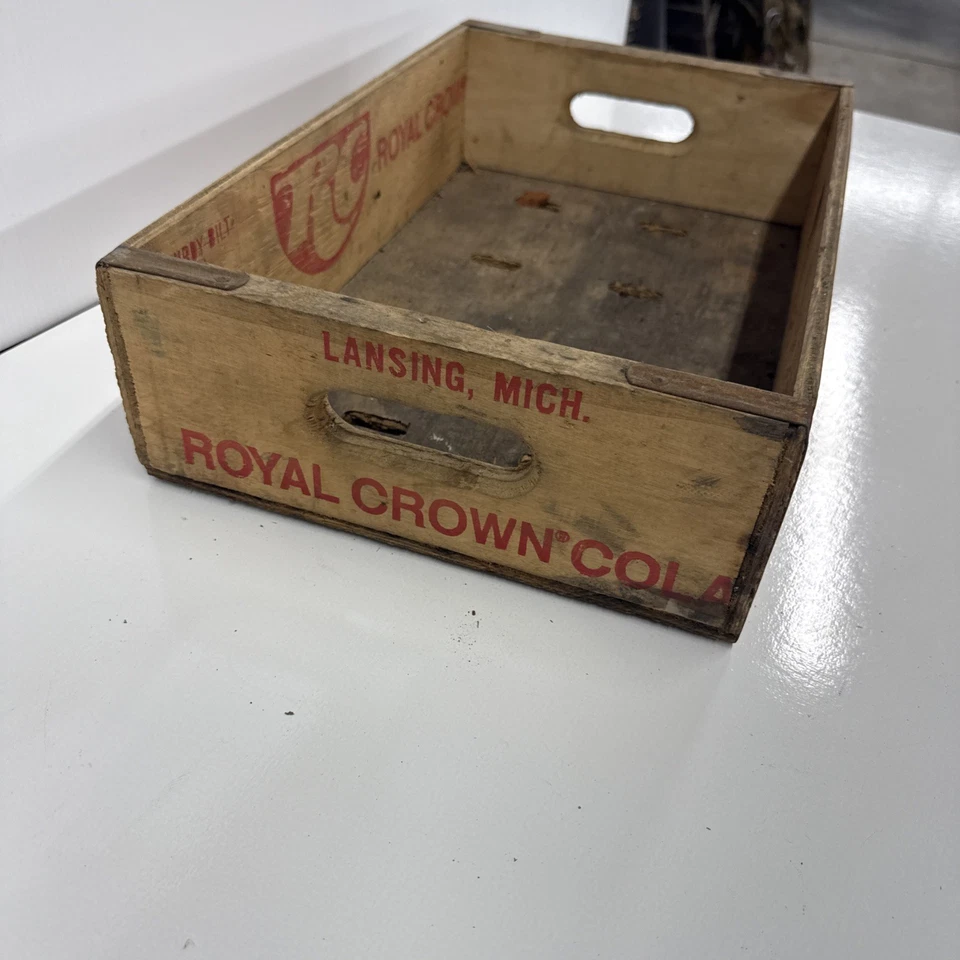 RC
ROYAL CROWN
LANSING, MICH.
ROYAL CROWN® COLA